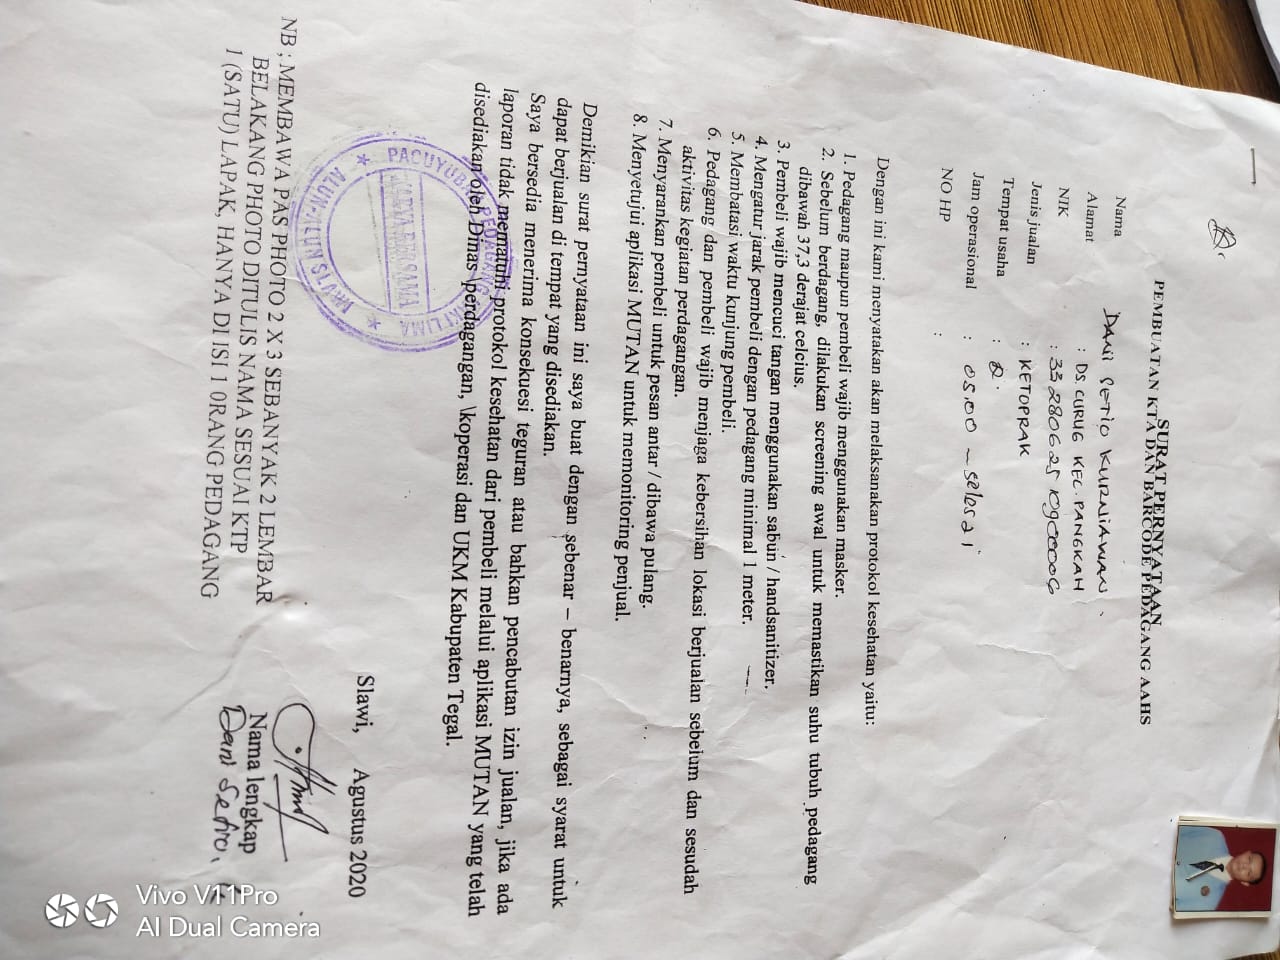 SURAT PERNYATAAN
PEMBUATAN KTA DAN BARCODE PEDAGANG AAHS
Nama DANI SETIO KURNIAWAN.
Alamat : DS. CURUG KEC. PANGKAH
NIK : 3328062510900006
Jenis jualan : KETOPRAK
Tempat usaha :
Jam operasional : 05.00 – selesai
NO HP :
Dengan ini kami menyatakan akan melaksanakan protokol kesehatan yaitu:
1. Pedagang maupun pembeli wajib menggunakan masker.
2. Sebelum berdagang, dilakukan screening awal untuk memastikan suhu tubuh pedagang
dibawah 37,3 derajat celcius.
3. Pembeli wajib mencuci tangan menggunakan sabun / handsanitizer.
4. Mengatur jarak pembeli dengan pedagang minimal 1 meter.
5. Membatasi waktu kunjung pembeli.
6. Pedagang dan pembeli wajib menjaga kebersihan lokasi berjualan sebelum dan sesudah
aktivitas kegiatan perdagangan.
7. Menyarankan pembeli untuk pesan antar / dibawa pulang.
8. Menyetujui aplikasi MUTAN untuk memonitoring penjual.
Demikian surat pernyataan ini saya buat dengan sebenar – benarnya, sebagai syarat untuk
dapat berjualan di tempat yang disediakan.
Saya bersedia menerima konsekuesi teguran atau bahkan pencabutan izin jualan, jika ada
laporan tidak mematuhi protokol kesehatan dari pembeli melalui aplikasi MUTAN yang telah
disediakan oleh Dinas \perdagangan, \koperasi dan UKM Kabupaten Tegal.
PAGUYUBAN PEDAGANG KAKI LIMA
KARYA BERSAMA
ALUN-ALUN SLAWI
Slawi, Agustus 2020
Nama lengkap
Dani Setio.
NB ; MEMBAWA PAS PHOTO 2 X 3 SEBANYAK 2 LEMBAR
BELAKANG PHOTO DITULIS NAMA SESUAI KTP
1 (SATU) LAPAK, HANYA DI ISI 1 0RANG PEDAGANG
Vivo V11Pro
AI Dual Camera